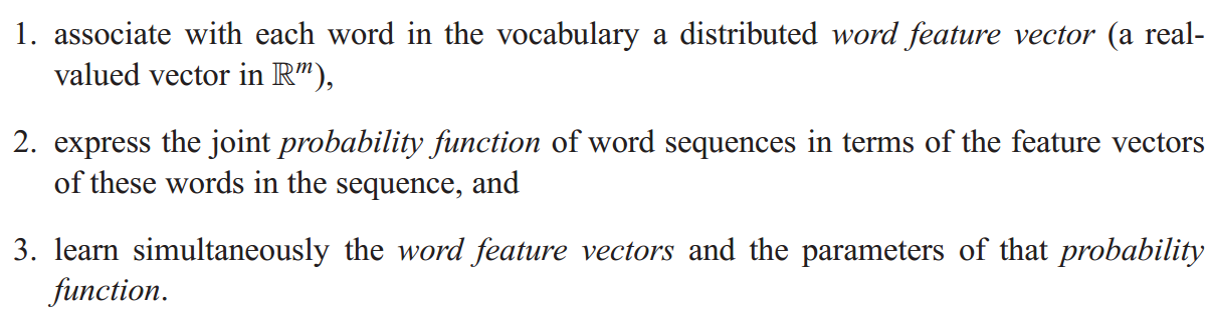 1. associate with each word in the vocabulary a distributed word feature vector (a real-
valued vector in ℝᵐ),
2. express the joint probability function of word sequences in terms of the feature vectors
of these words in the sequence, and
3. learn simultaneously the word feature vectors and the parameters of that probability
function.